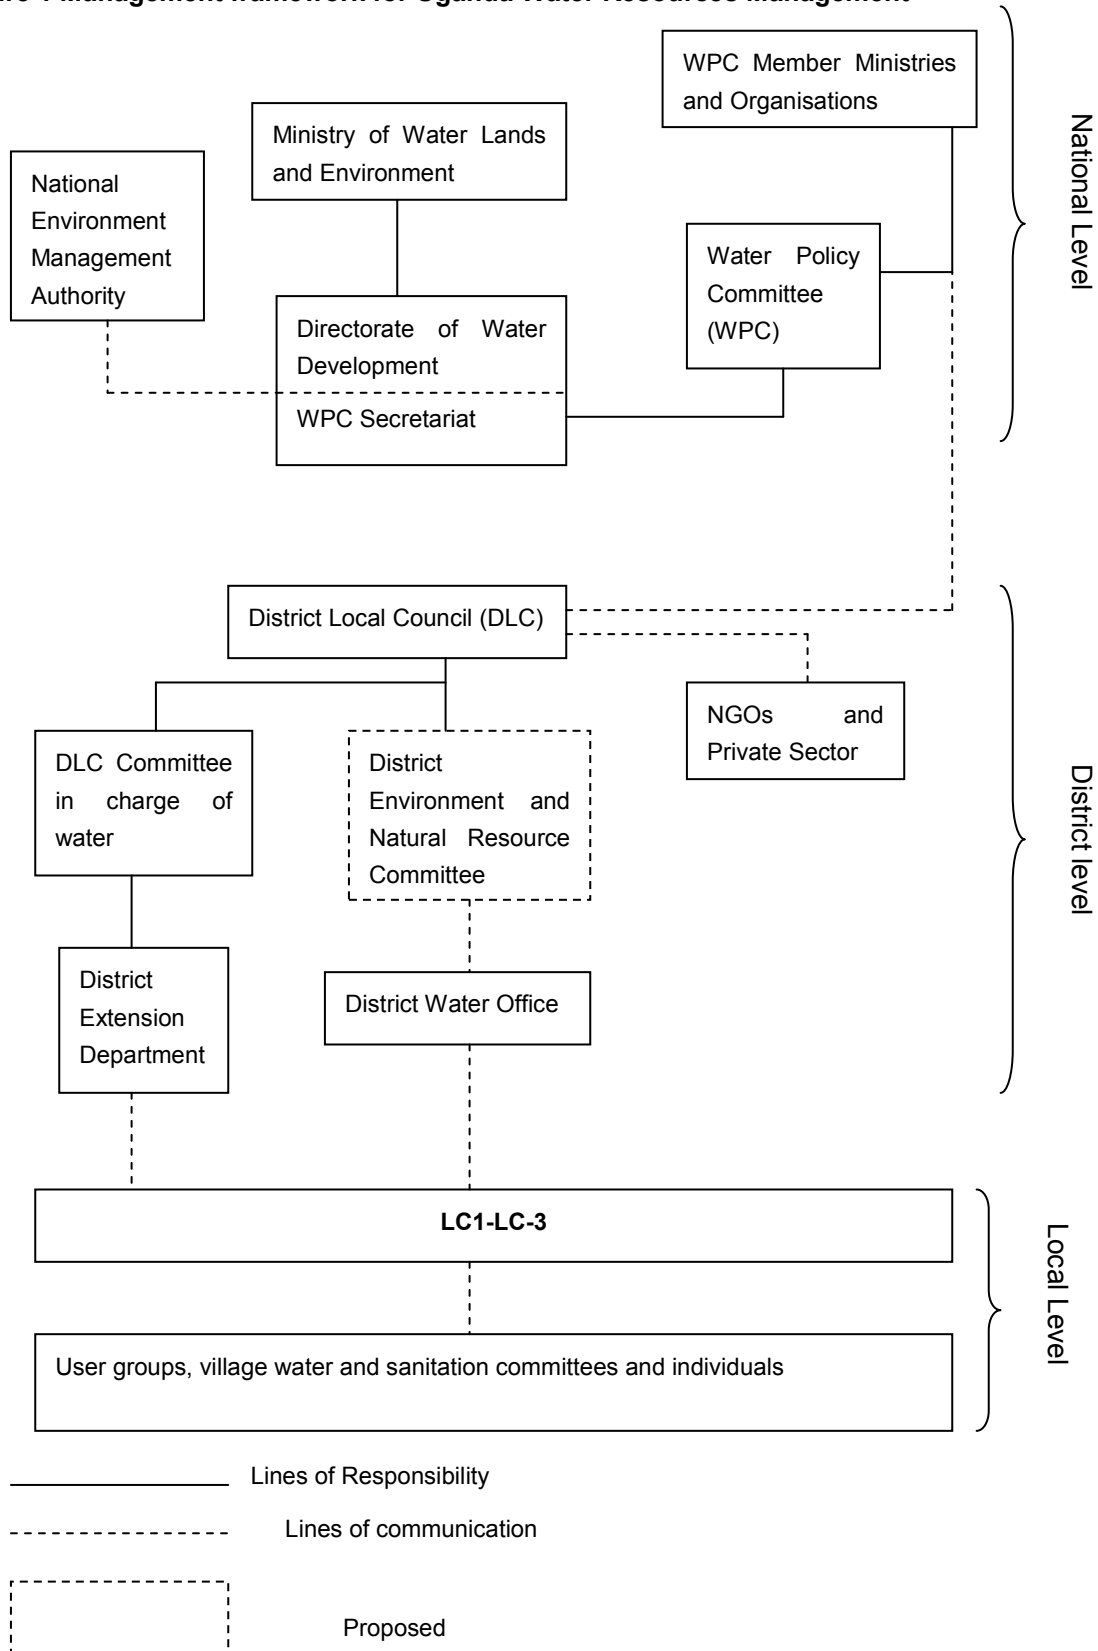 Management framework for Uganda Water Resources Management
WPC Member Ministries
and Organisations
Ministry of Water Lands
and Environment
National
Environment
Management
Authority
Water Policy
Committee
(WPC)
Directorate of Water
Development
WPC Secretariat
National Level
District Local Council (DLC)
NGOs and
Private Sector
DLC Committee
in charge of
water
District
Environment and
Natural Resource
Committee
District
Extension
Department
District Water Office
District level
LC1-LC-3
User groups, village water and sanitation committees and individuals
Local Level
Lines of Responsibility
Lines of communication
Proposed